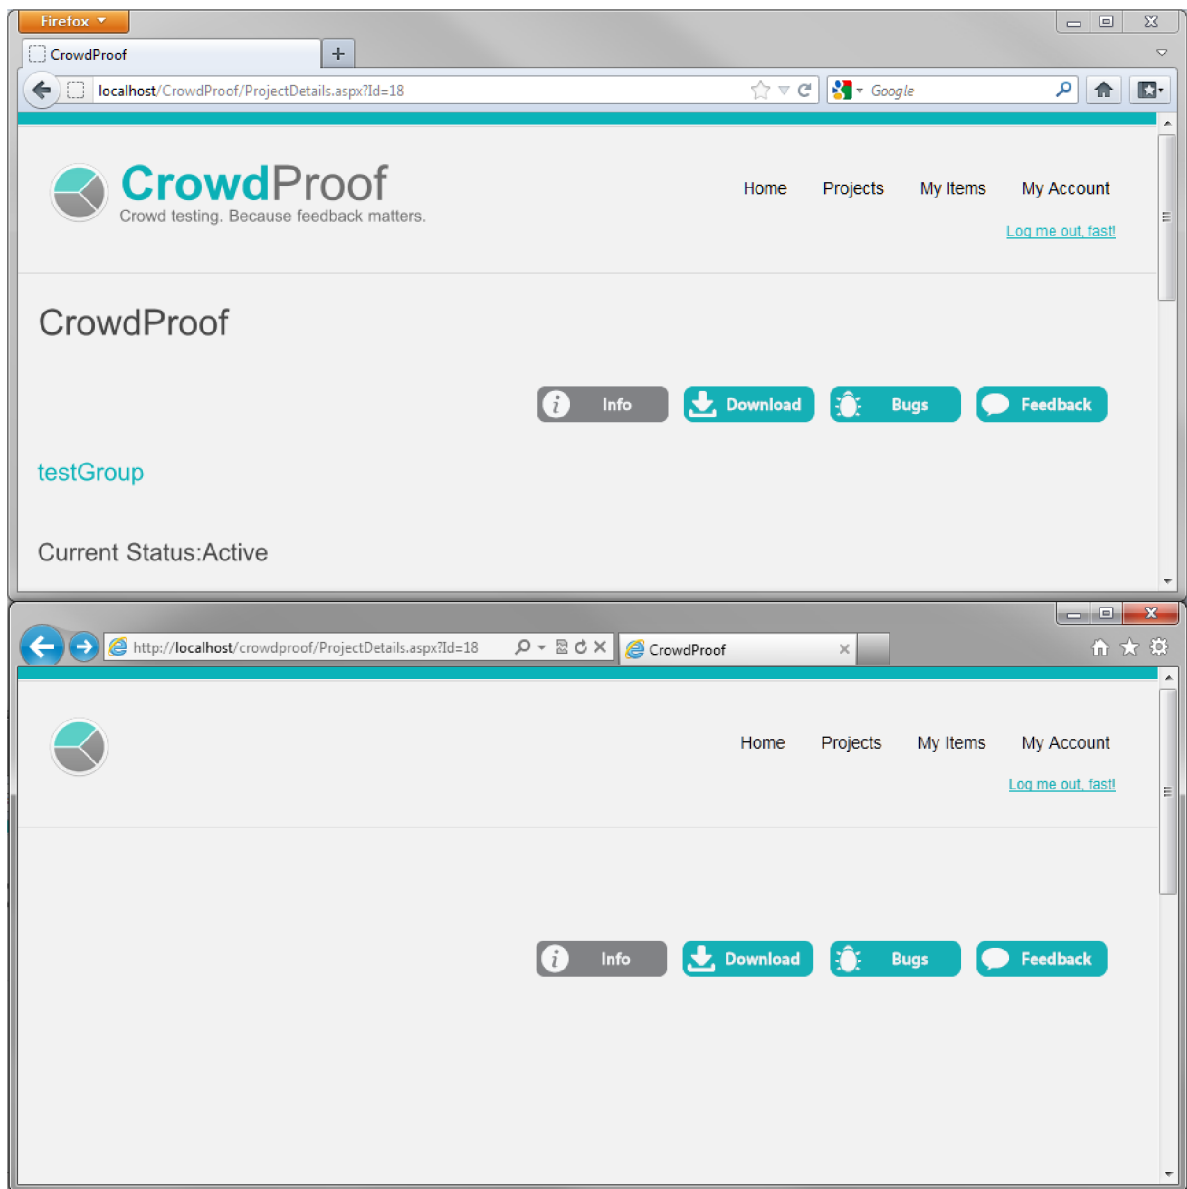 Firefox
CrowdProof
localhost/CrowdProof/ProjectDetails.aspx?Id=18
Google
CrowdProof
Crowd testing. Because feedback matters.
Home Projects My Items My Account
Log me out, fast!
CrowdProof
Info Download Bugs Feedback
testGroup
Current Status:Active
http://localhost/crowdproof/ProjectDetails.aspx?Id=18
CrowdProof
Home Projects My Items My Account
Log me out, fast!
Info Download Bugs Feedback